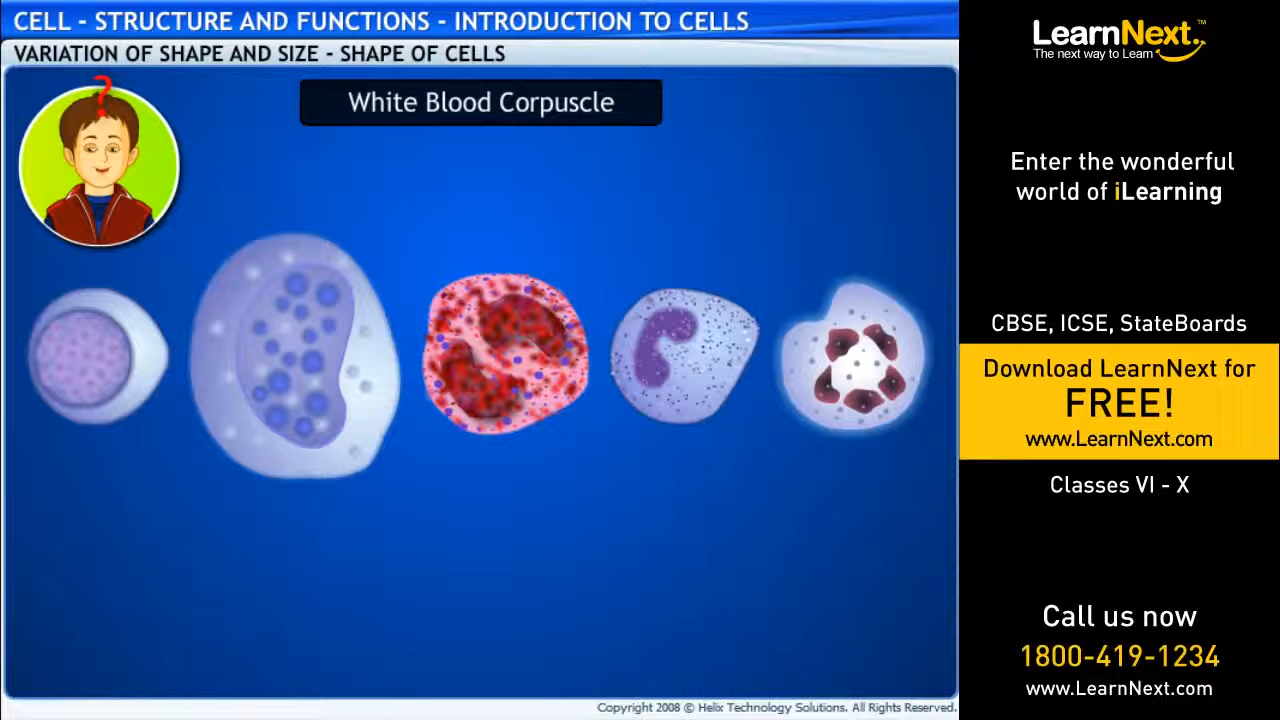 CELL - STRUCTURE AND FUNCTIONS - INTRODUCTION TO CELLS
VARIATION OF SHAPE AND SIZE - SHAPE OF CELLS
?
White Blood Corpuscle
Copyright 2008 © Helix Technology Solutions. All Rights Reserved.
LearnNext.™
The next way to Learn
Enter the wonderful
world of iLearning
CBSE, ICSE, StateBoards
Download LearnNext for
FREE!
www.LearnNext.com
Classes VI - X
Call us now
1800-419-1234
www.LearnNext.com